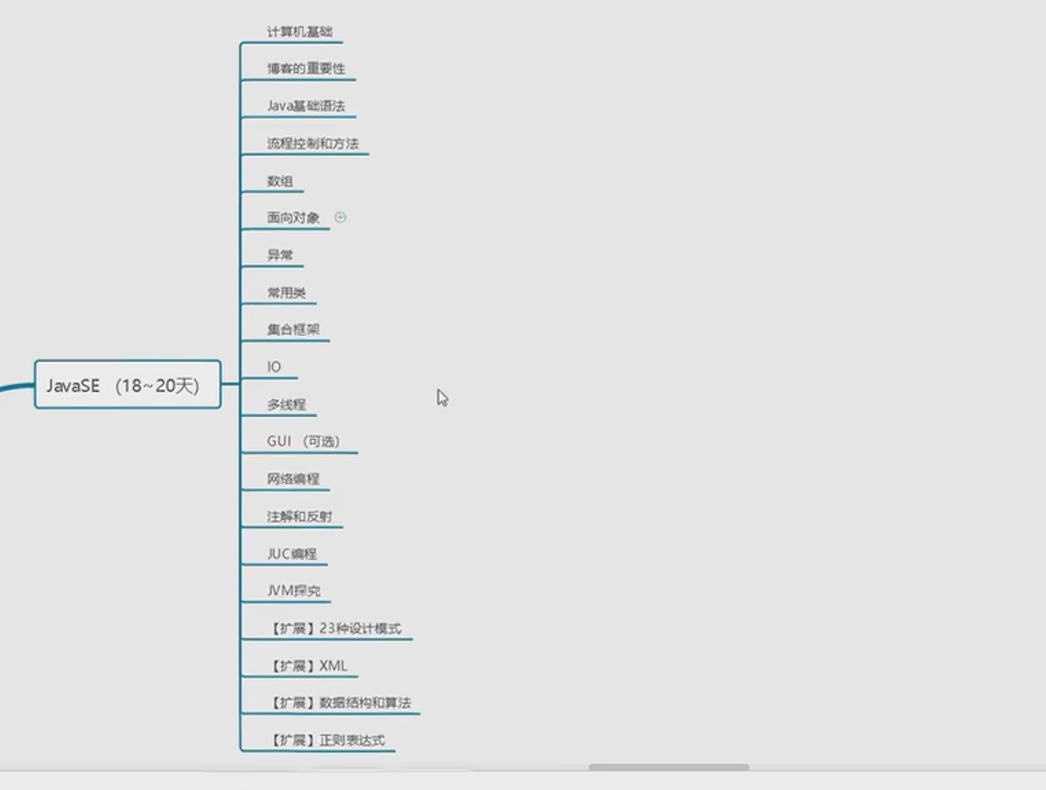 计算机基础
博客的重要性
Java基础语法
流程控制和方法
数组
面向对象
异常
常用类
集合框架
IO
JavaSE （18~20天）
多线程
GUI （可选）
网络编程
注解和反射
JUC编程
JVM探究
【扩展】23种设计模式
【扩展】XML
【扩展】数据结构和算法
【扩展】正则表达式